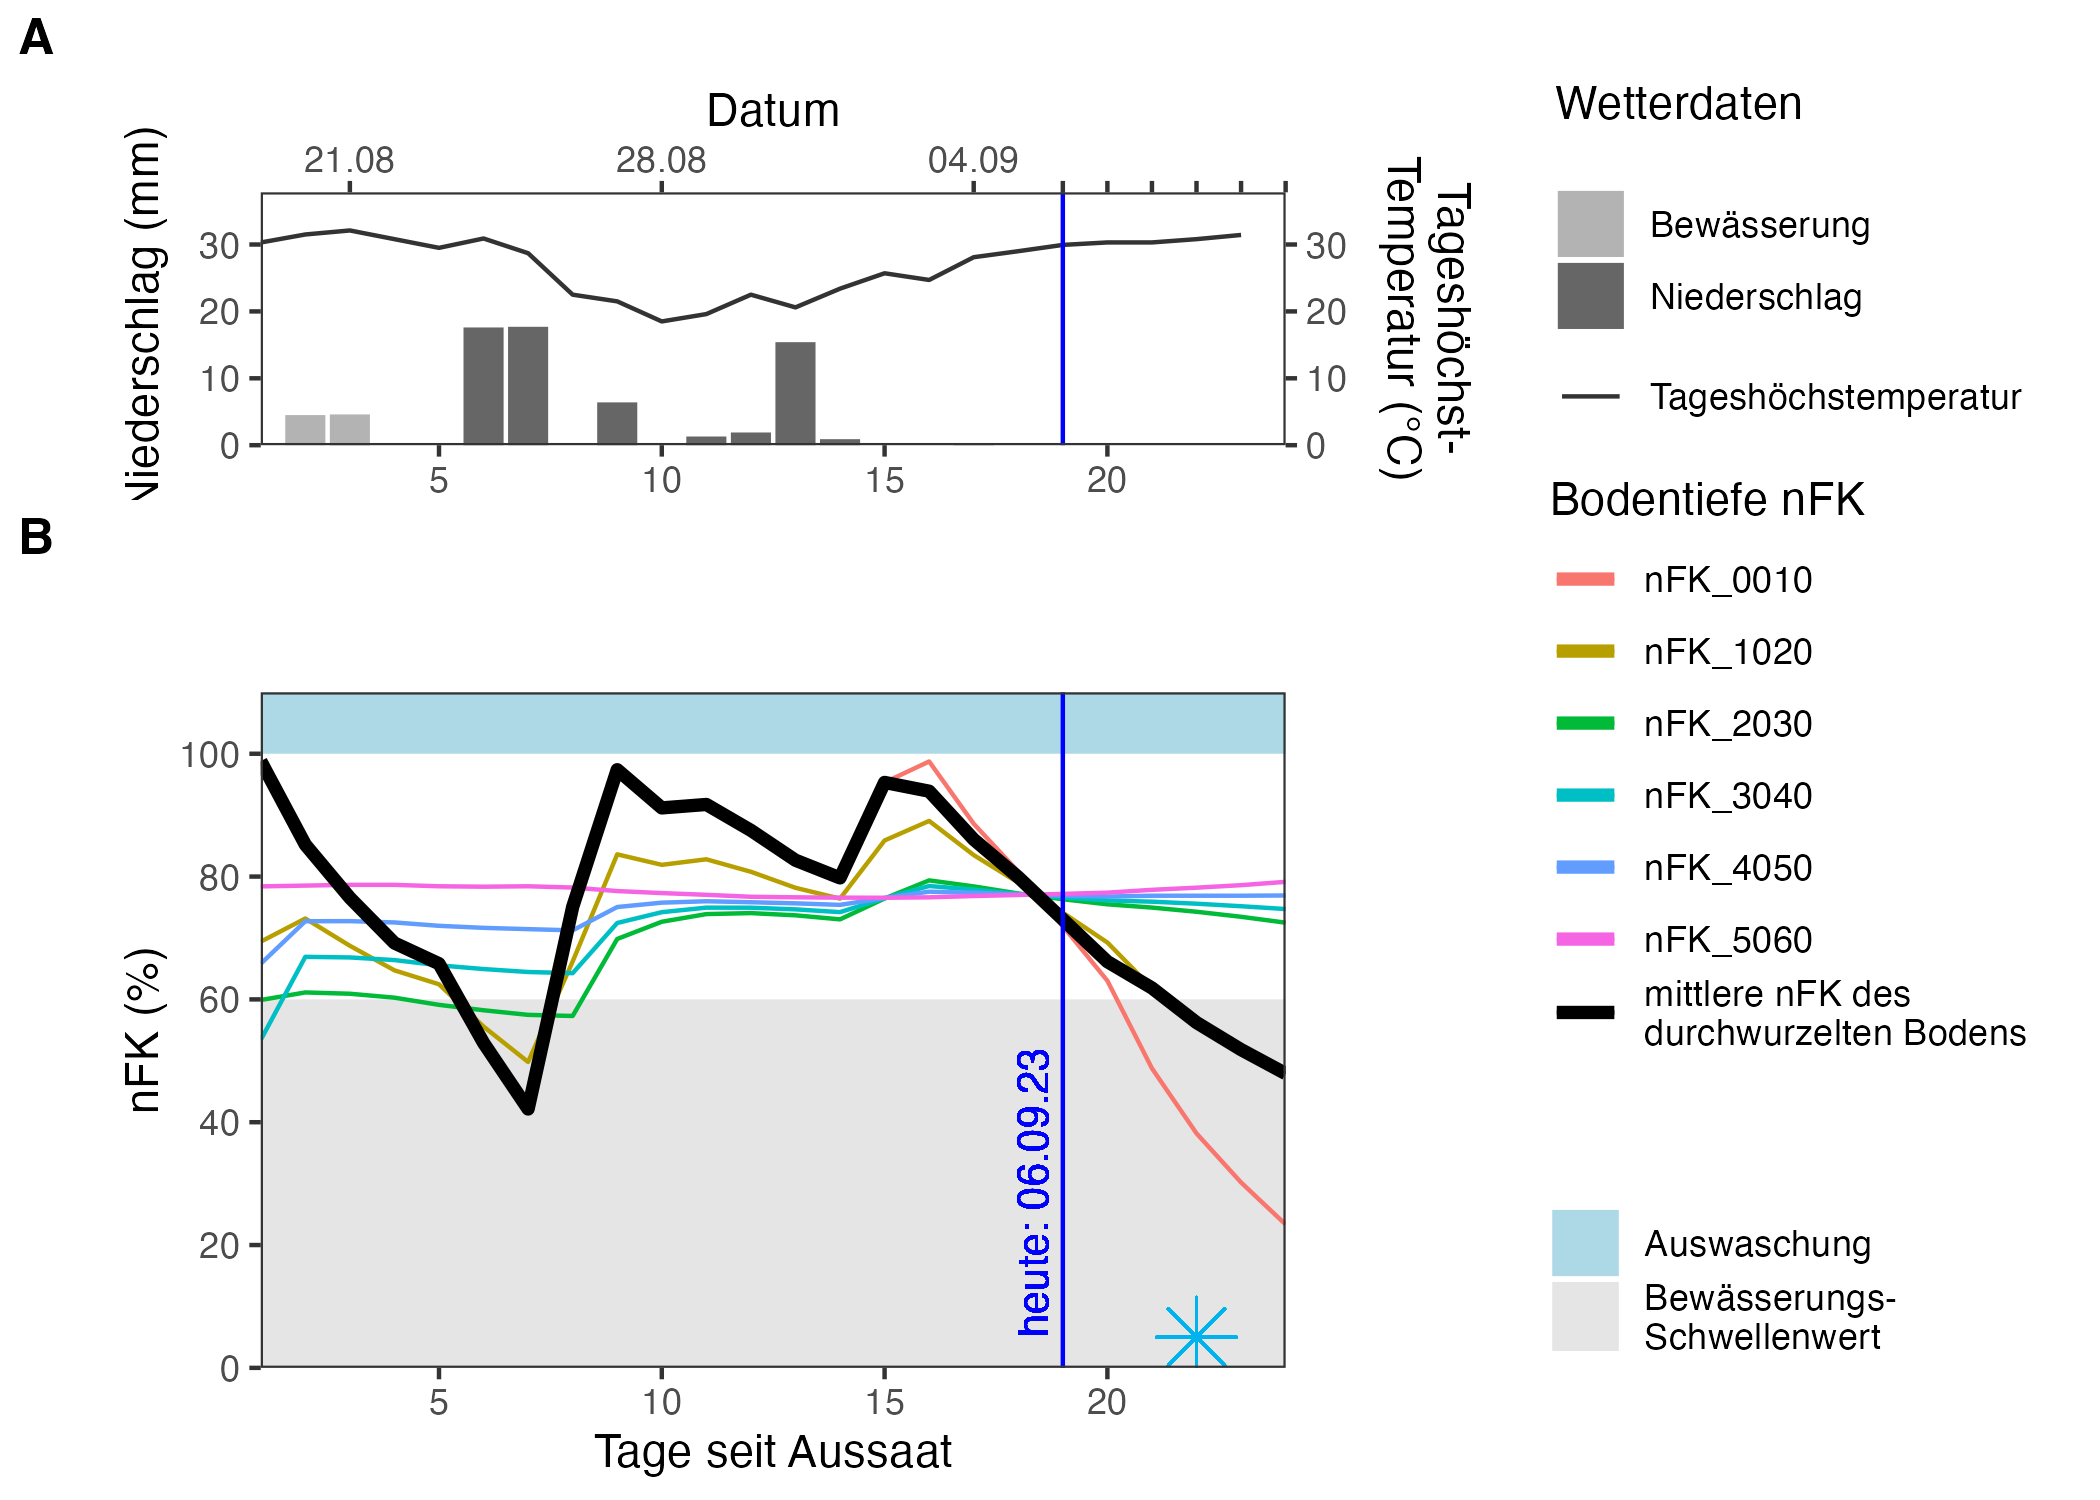 A
Datum
21.08 28.08 04.09
Niederschlag (mm)
30
20
10
0
30
20
10
0
Tageshöchst-
Temperatur (°C)
5 10 15 20
Wetterdaten
Bewässerung
Niederschlag
Tageshöchstemperatur
B
nFK (%)
100
80
60
40
20
0
heute: 06.09.23
5 10 15 20
Tage seit Aussaat
Bodentiefe nFK
nFK_0010
nFK_1020
nFK_2030
nFK_3040
nFK_4050
nFK_5060
mittlere nFK des
durchwurzelten Bodens
Auswaschung
Bewässerungs-
Schwellenwert